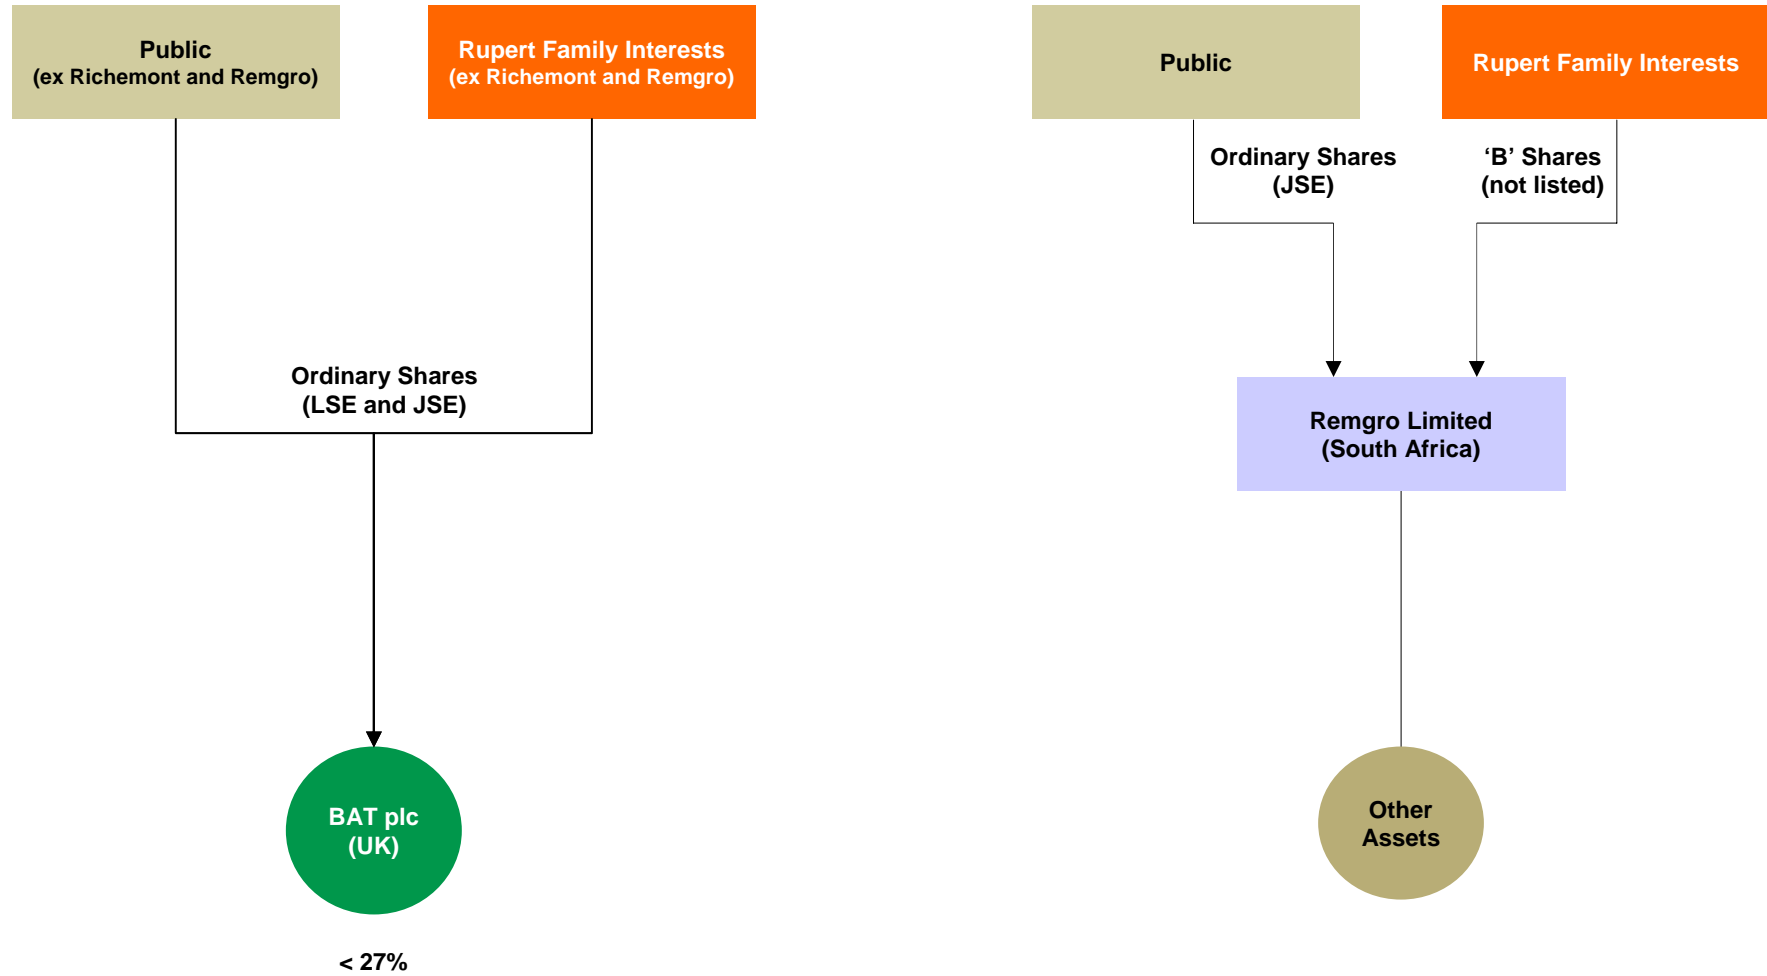 Public
(ex Richemont and Remgro)
Rupert Family Interests
(ex Richemont and Remgro)
Public
Rupert Family Interests
Ordinary Shares
(JSE)
‘B’ Shares
(not listed)
Ordinary Shares
(LSE and JSE)
Remgro Limited
(South Africa)
BAT plc
(UK)
Other
Assets
< 27%